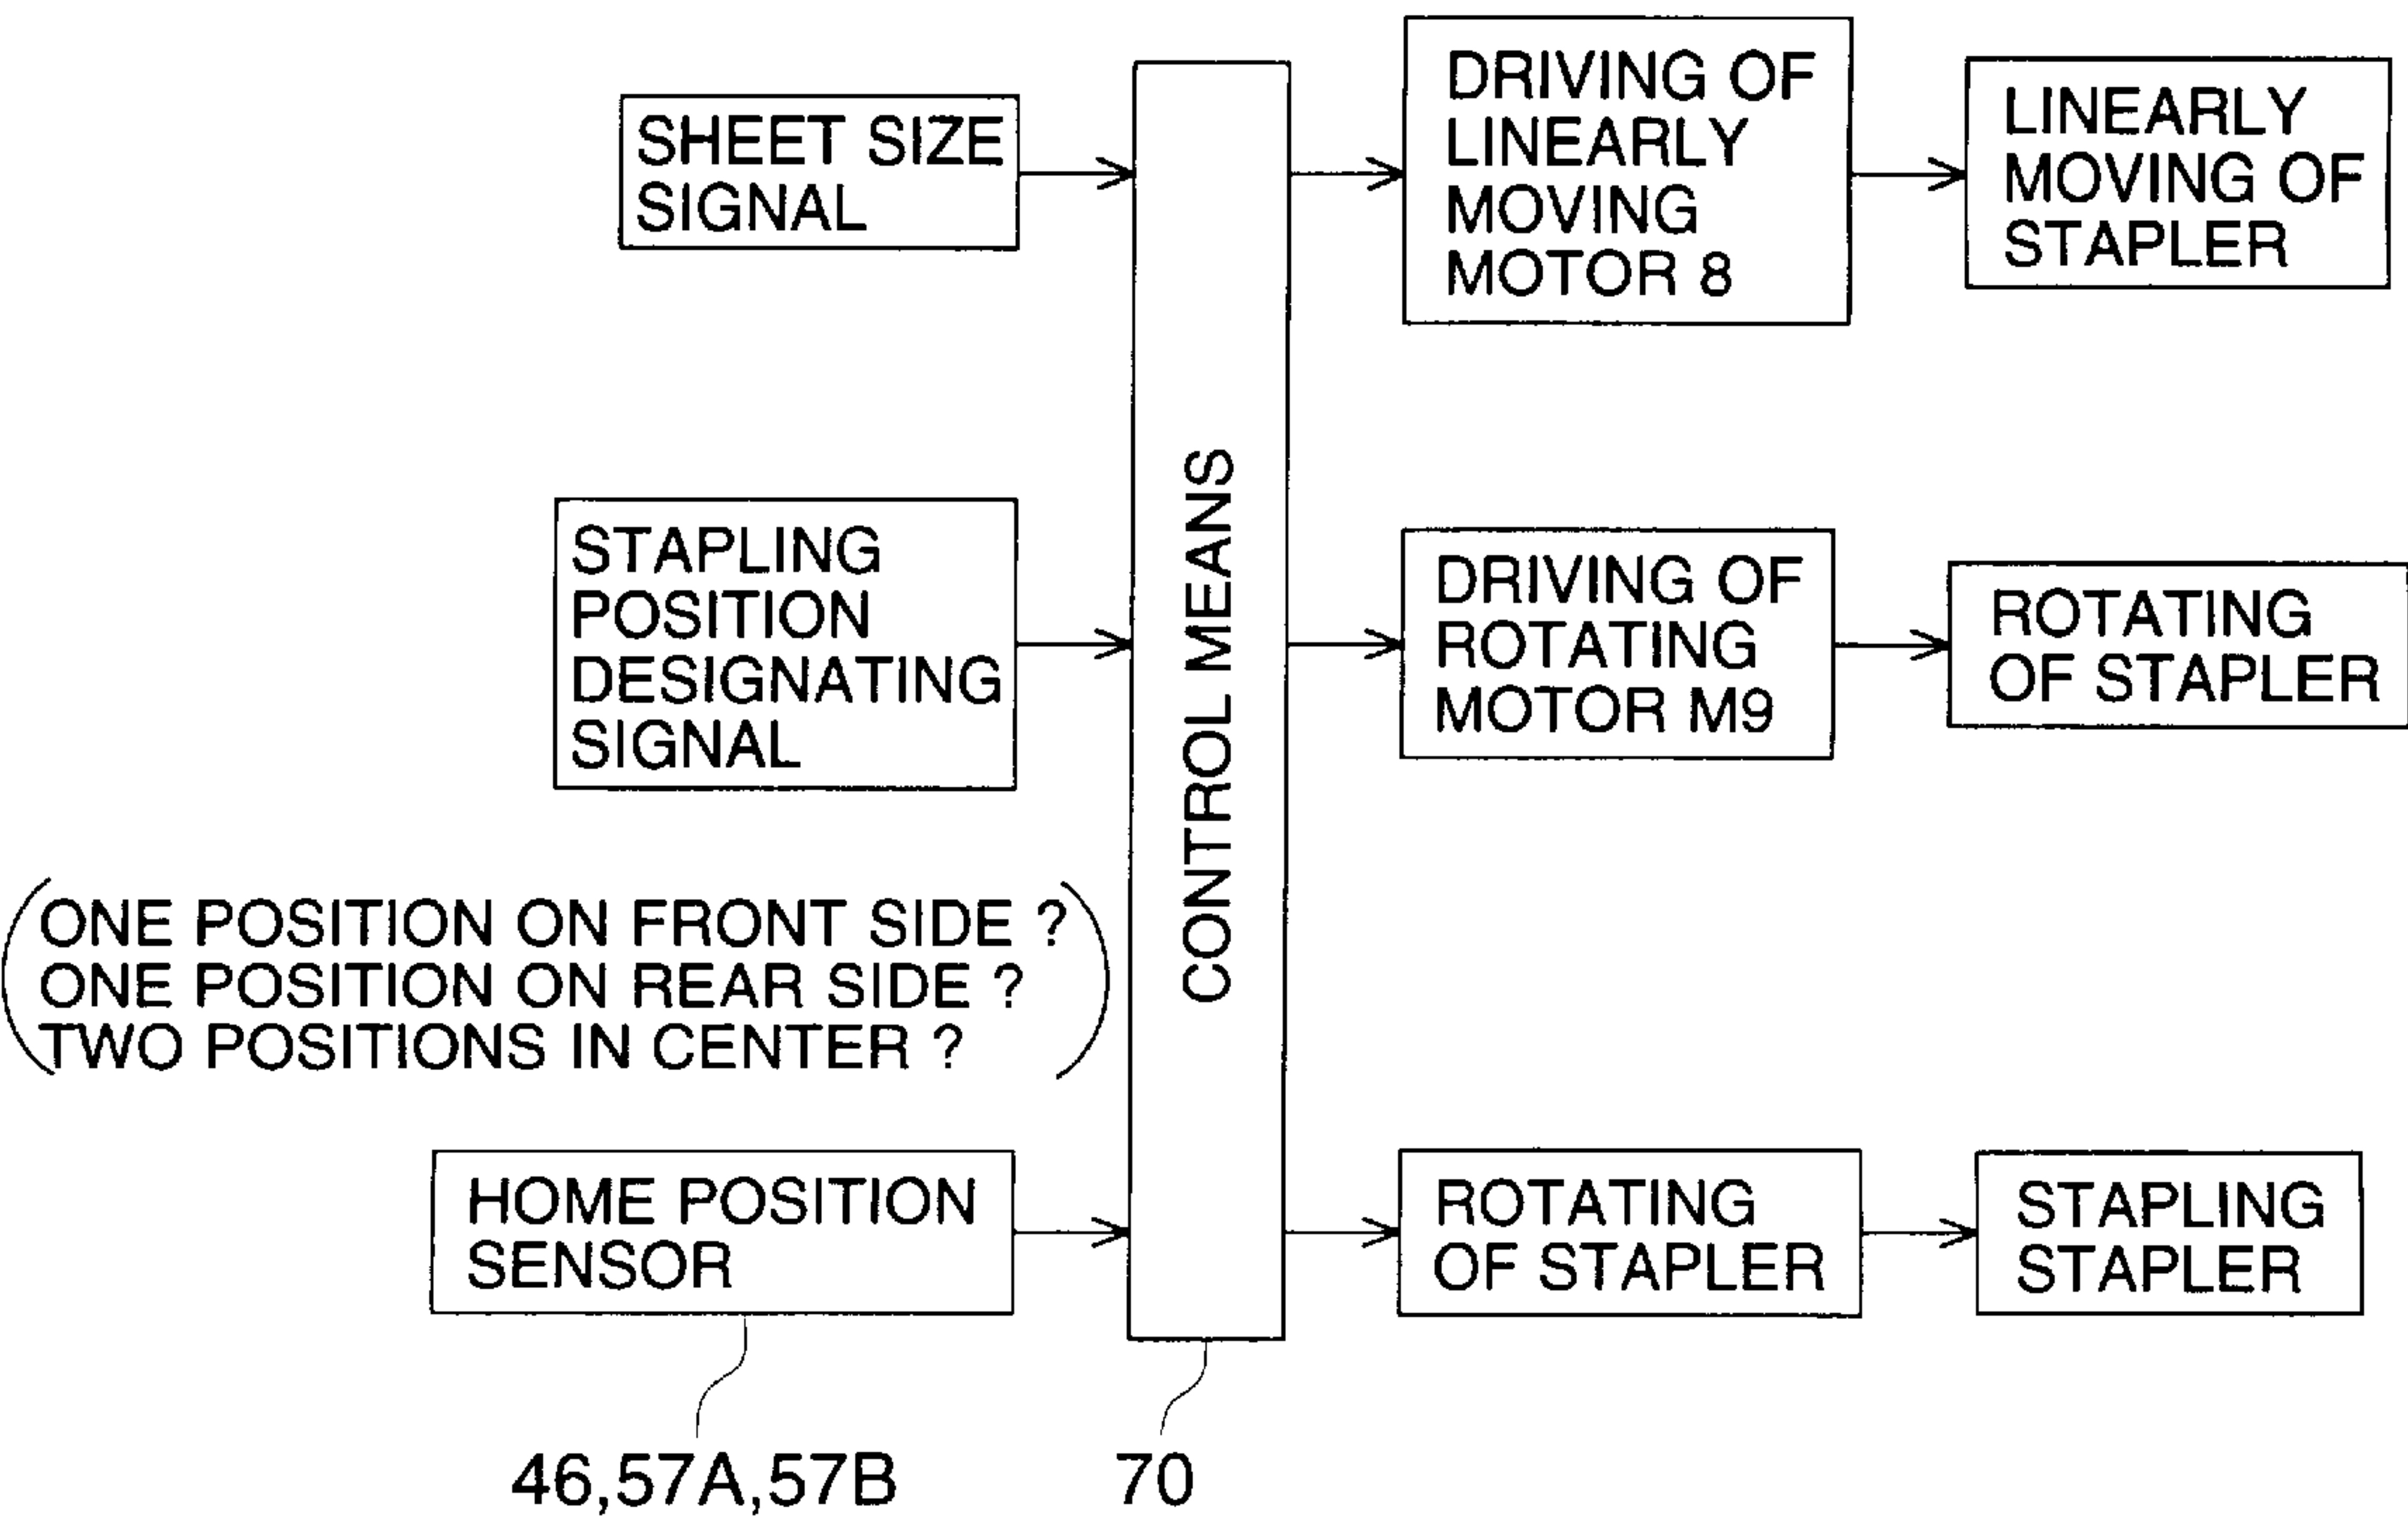 SHEET SIZE
SIGNAL
STAPLING
POSITION
DESIGNATING
SIGNAL
(ONE POSITION ON FRONT SIDE ?
ONE POSITION ON REAR SIDE ?
TWO POSITIONS IN CENTER ?)
HOME POSITION
SENSOR
46,57A,57B
CONTROL MEANS
70
DRIVING OF
LINEARLY
MOVING
MOTOR 8
LINEARLY
MOVING OF
STAPLER
DRIVING OF
ROTATING
MOTOR M9
ROTATING
OF STAPLER
ROTATING
OF STAPLER
STAPLING
STAPLER